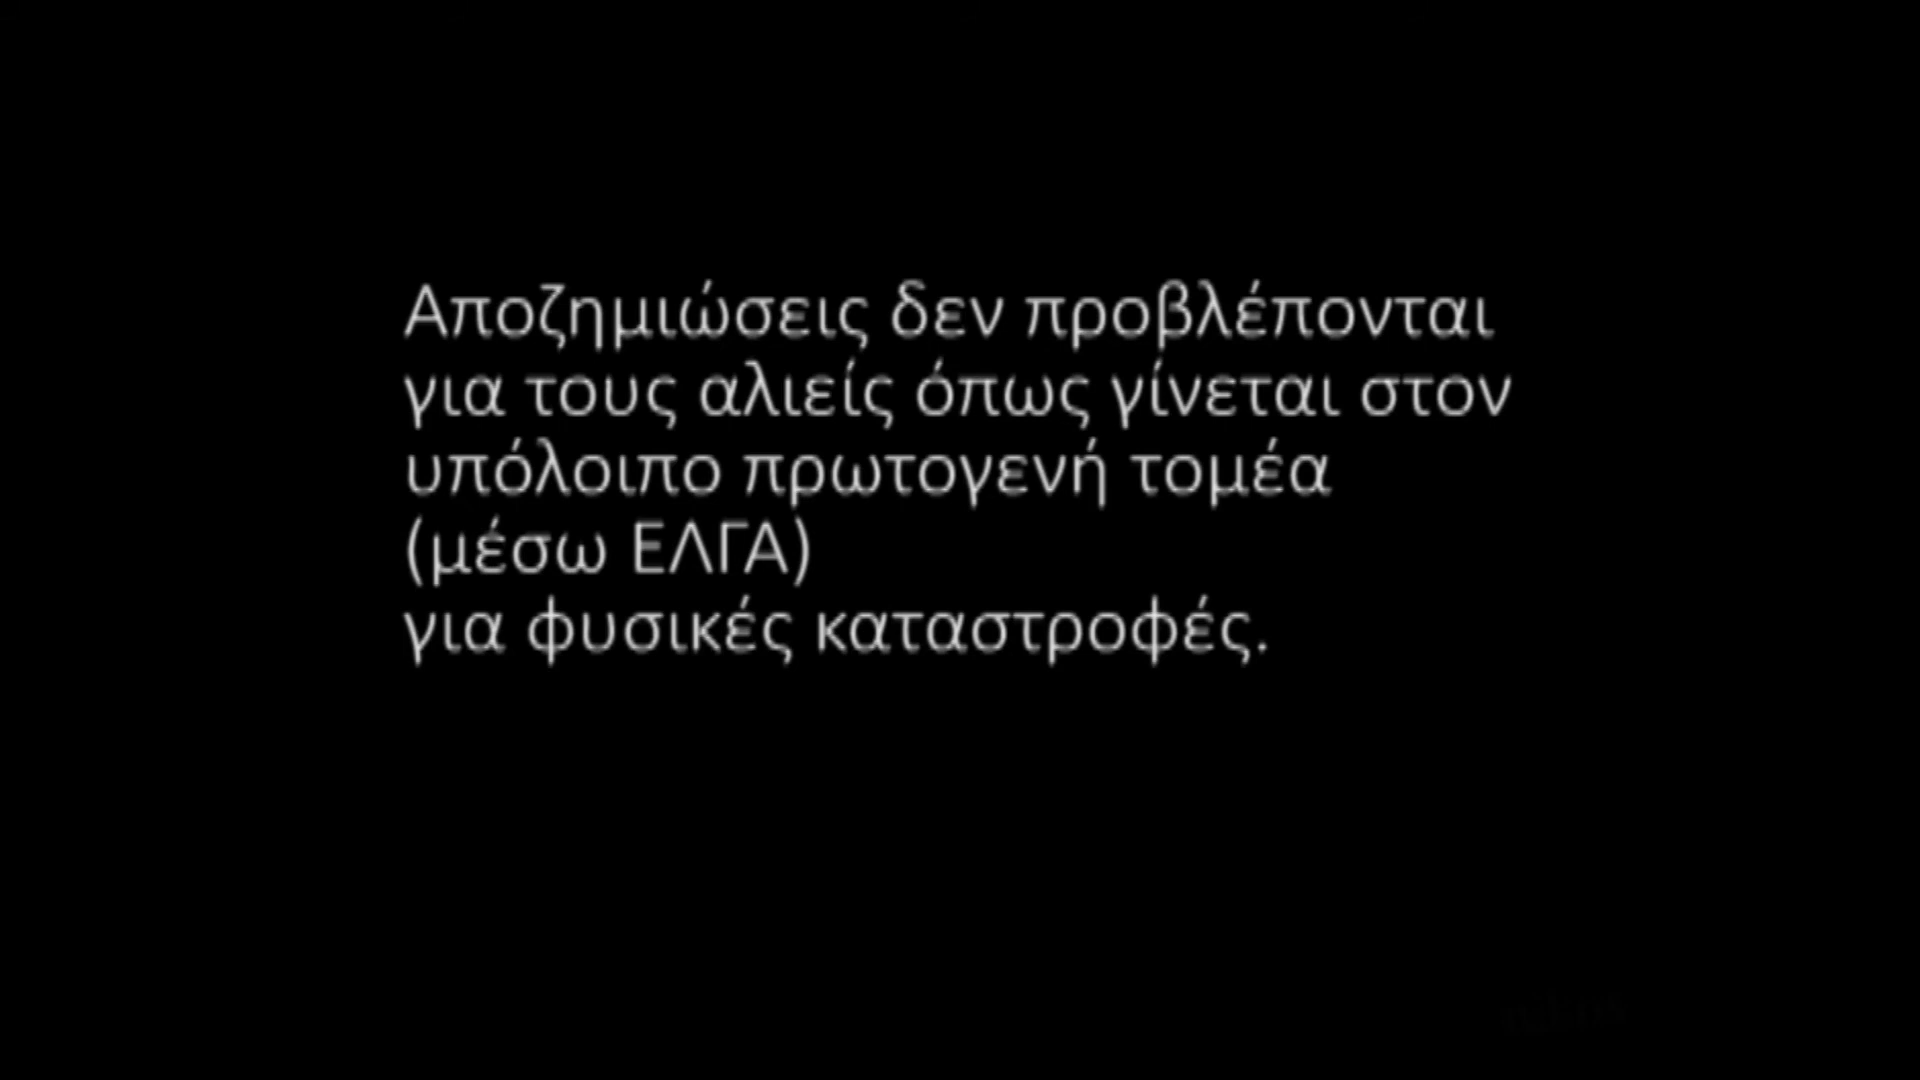 Αποζημιώσεις δεν προβλέπονται
για τους αλιείς όπως γίνεται στον
υπόλοιπο πρωτογενή τομέα
(μέσω ΕΛΓΑ)
για φυσικές καταστροφές.